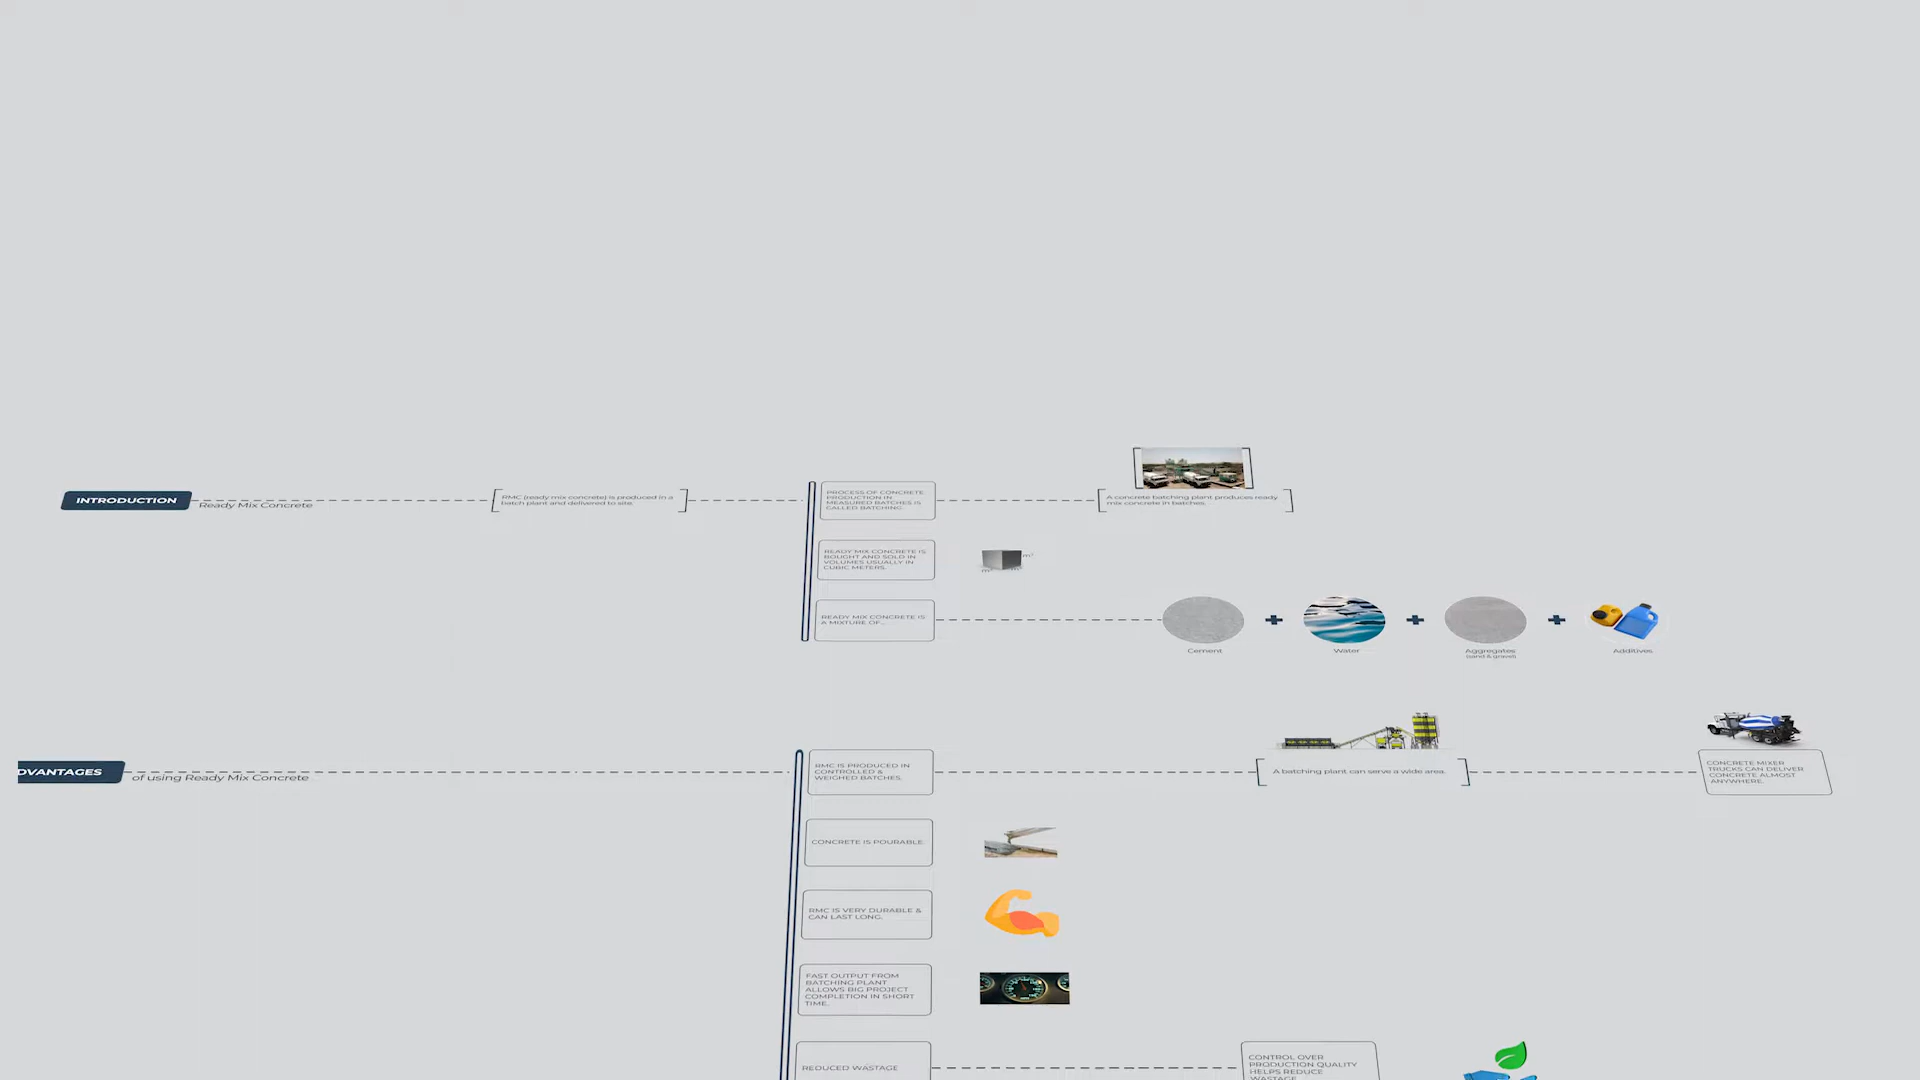 INTRODUCTION
Ready Mix Concrete
RMC (ready mix concrete) is produced in a
batch plant and delivered to site.
PROCESS OF CONCRETE
PRODUCTION IN
MEASURED BATCHES IS
CALLED BATCHING.
A concrete batching plant produces ready
mix concrete in batches.
READY MIX CONCRETE IS
BOUGHT AND SOLD IN
VOLUMES USUALLY IN
CUBIC METERS.
READY MIX CONCRETE IS
A MIXTURE OF...
Cement
Water
Aggregates
(sand & gravel)
Additives
DVANTAGES
of using Ready Mix Concrete
RMC IS PRODUCED IN
CONTROLLED &
WEIGHED BATCHES.
A batching plant can serve a wide area.
CONCRETE MIXER
TRUCKS CAN DELIVER
CONCRETE ALMOST
ANYWHERE.
CONCRETE IS POURABLE.
RMC IS VERY DURABLE &
CAN LAST LONG.
FAST OUTPUT FROM
BATCHING PLANT
ALLOWS BIG PROJECT
COMPLETION IN SHORT
TIME.
REDUCED WASTAGE
CONTROL OVER
PRODUCTION QUALITY
HELPS REDUCE
WASTAGE